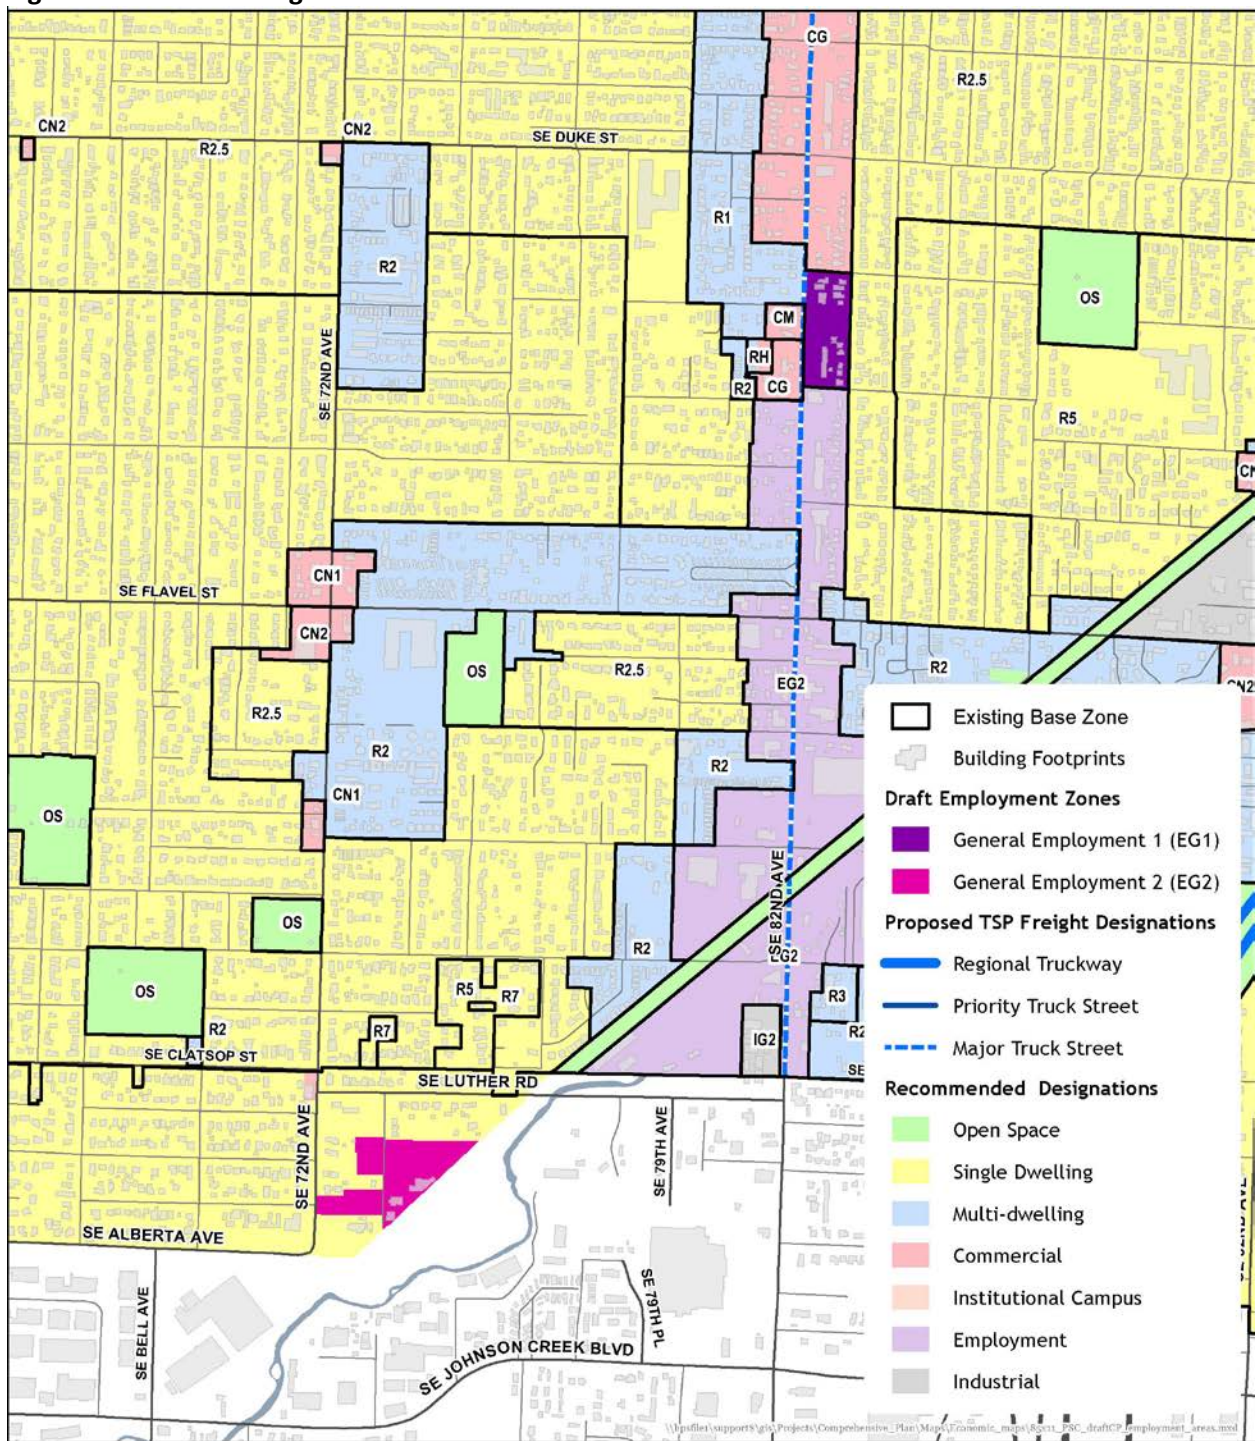 CG
R2.5
CN2
CN2
SE DUKE ST
R2.5
R1
R2
OS
CM
SE 72ND AVE
RH
R2
CG
R5
CN
CN1
SE FLAVEL ST
CN2
OS
R2.5
R2
EG2
R2.5
CN2
R2
R2
CN1
OS
SE 82ND AVE
OS
R2
EG2
OS
R5
R7
R3
R2
R7
IG2
R2
SE CLATSOP ST
SE
SE LUTHER RD
SE 72ND AVE
SE 79TH AVE
SE ALBERTA AVE
SE BELL AVE
SE 79TH PL
SE JOHNSON CREEK BLVD
Existing Base Zone
Building Footprints
Draft Employment Zones
General Employment 1 (EG1)
General Employment 2 (EG2)
Proposed TSP Freight Designations
Regional Truckway
Priority Truck Street
Major Truck Street
Recommended Designations
Open Space
Single Dwelling
Multi-dwelling
Commercial
Institutional Campus
Employment
Industrial